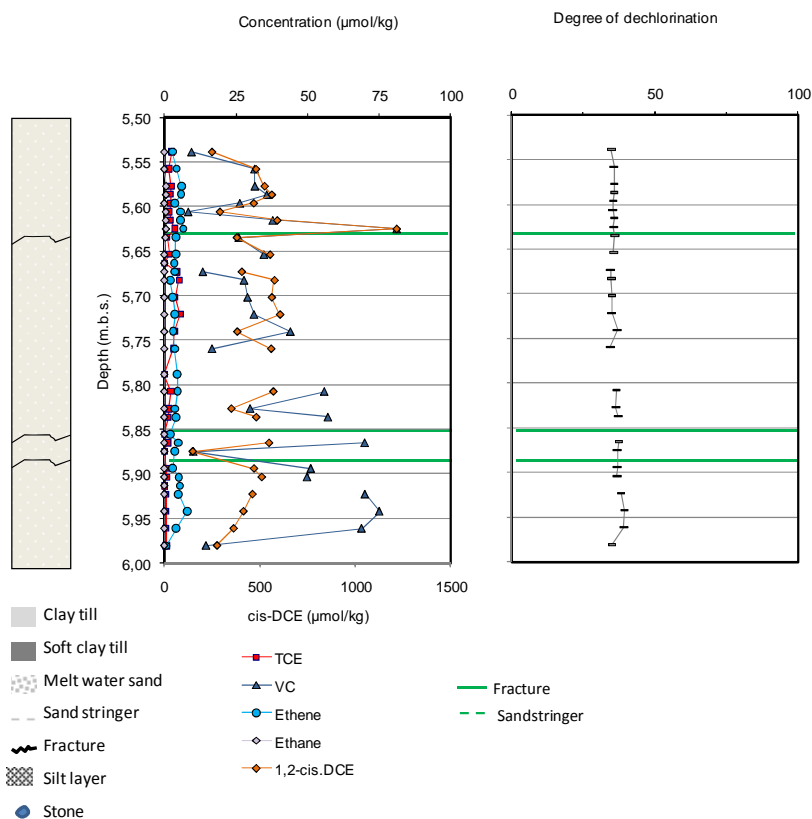 Concentration (µmol/kg)
Degree of dechlorination
0 25 50 75 100
0 50 100
Depth (m.b.s.)
5,50
5,55
5,60
5,65
5,70
5,75
5,80
5,85
5,90
5,95
6,00
0 500 1000 1500
cis-DCE (µmol/kg)
Clay till
Soft clay till
Melt water sand
Sand stringer
Fracture
Silt layer
Stone
TCE
VC
Ethene
Ethane
1,2-cis.DCE
Fracture
Sandstringer